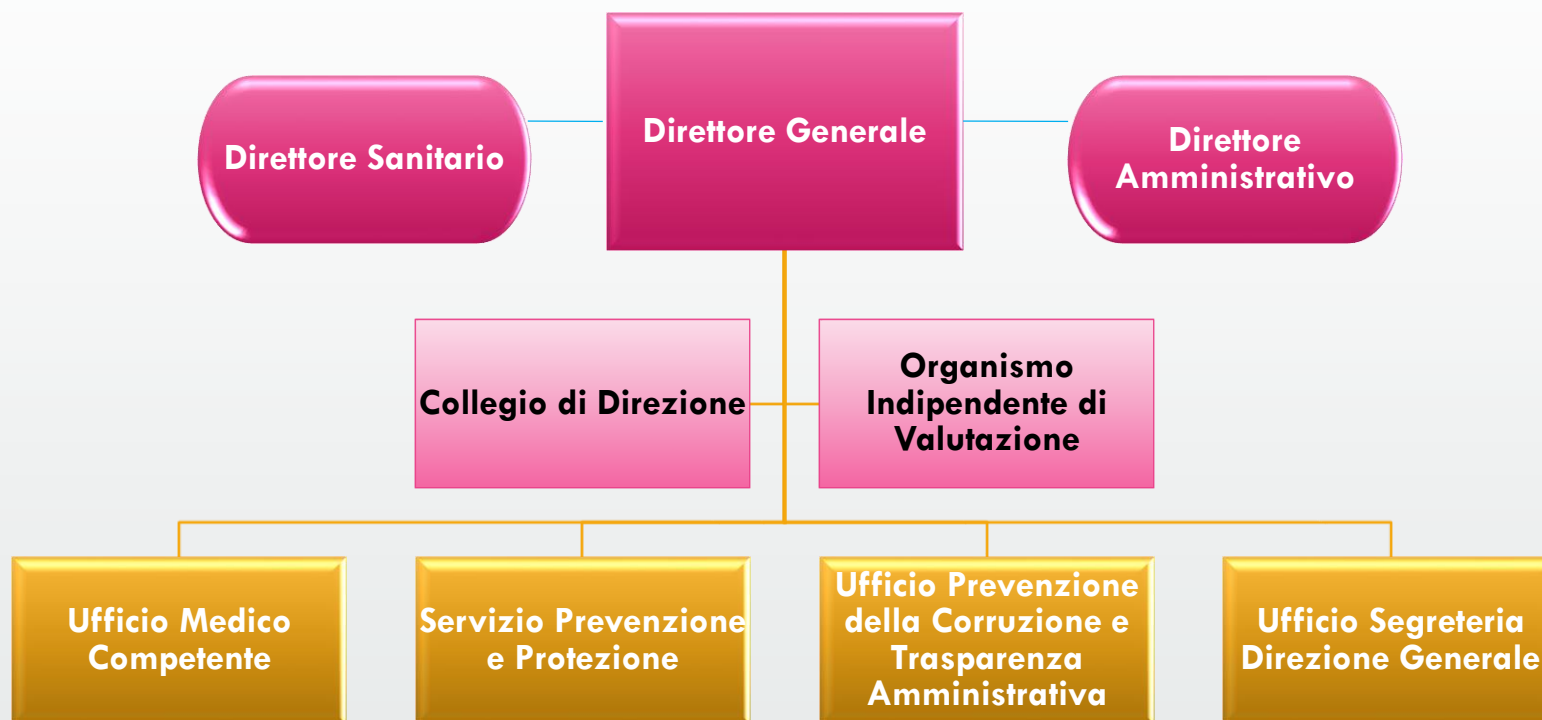 Direttore Generale
Direttore Sanitario
Direttore
Amministrativo
Collegio di Direzione
Organismo
Indipendente di
Valutazione
Ufficio Medico
Competente
Servizio Prevenzione
e Protezione
Ufficio Prevenzione
della Corruzione e
Trasparenza
Amministrativa
Ufficio Segreteria
Direzione Generale